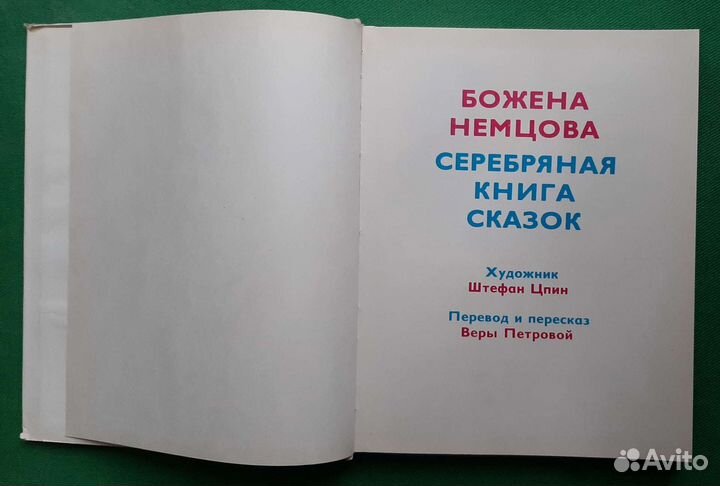 БОЖЕНА
НЕМЦОВА
СЕРЕБРЯНАЯ
КНИГА
СКАЗОК
Художник
Штефан Цпин
Перевод и пересказ
Веры Петровой
Avito